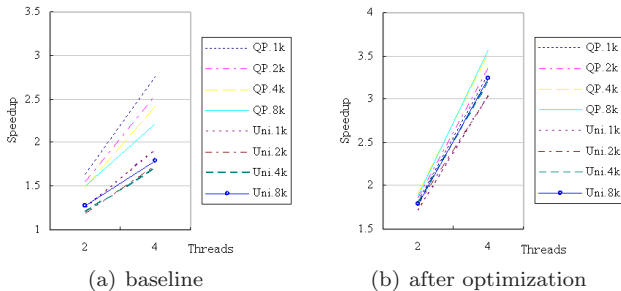 3.5
3
2.5
2
1.5
1
Speedup
2
4
Threads
QP.1k
QP.2k
QP.4k
QP.8k
Uni.1k
Uni.2k
Uni.4k
Uni.8k
(a) baseline
4
3.5
3
2.5
2
1.5
Speedup
2
4
Threads
QP.1k
QP.2k
QP.4k
QP.8k
Uni.1k
Uni.2k
Uni.4k
Uni.8k
(b) after optimization